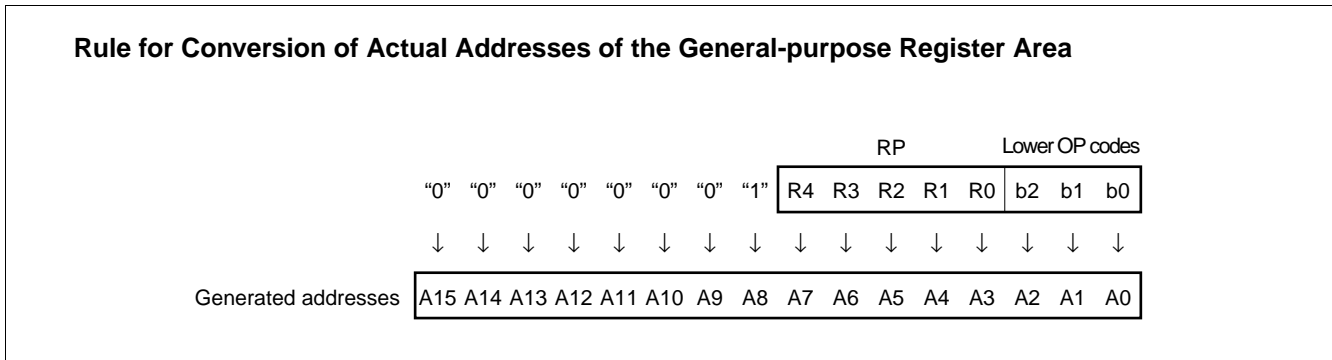 Rule for Conversion of Actual Addresses of the General-purpose Register Area
RP Lower OP codes
“0” “0” “0” “0” “0” “0” “0” “1” R4 R3 R2 R1 R0 b2 b1 b0
↓ ↓ ↓ ↓ ↓ ↓ ↓ ↓ ↓ ↓ ↓ ↓ ↓ ↓ ↓ ↓
Generated addresses A15 A14 A13 A12 A11 A10 A9 A8 A7 A6 A5 A4 A3 A2 A1 A0